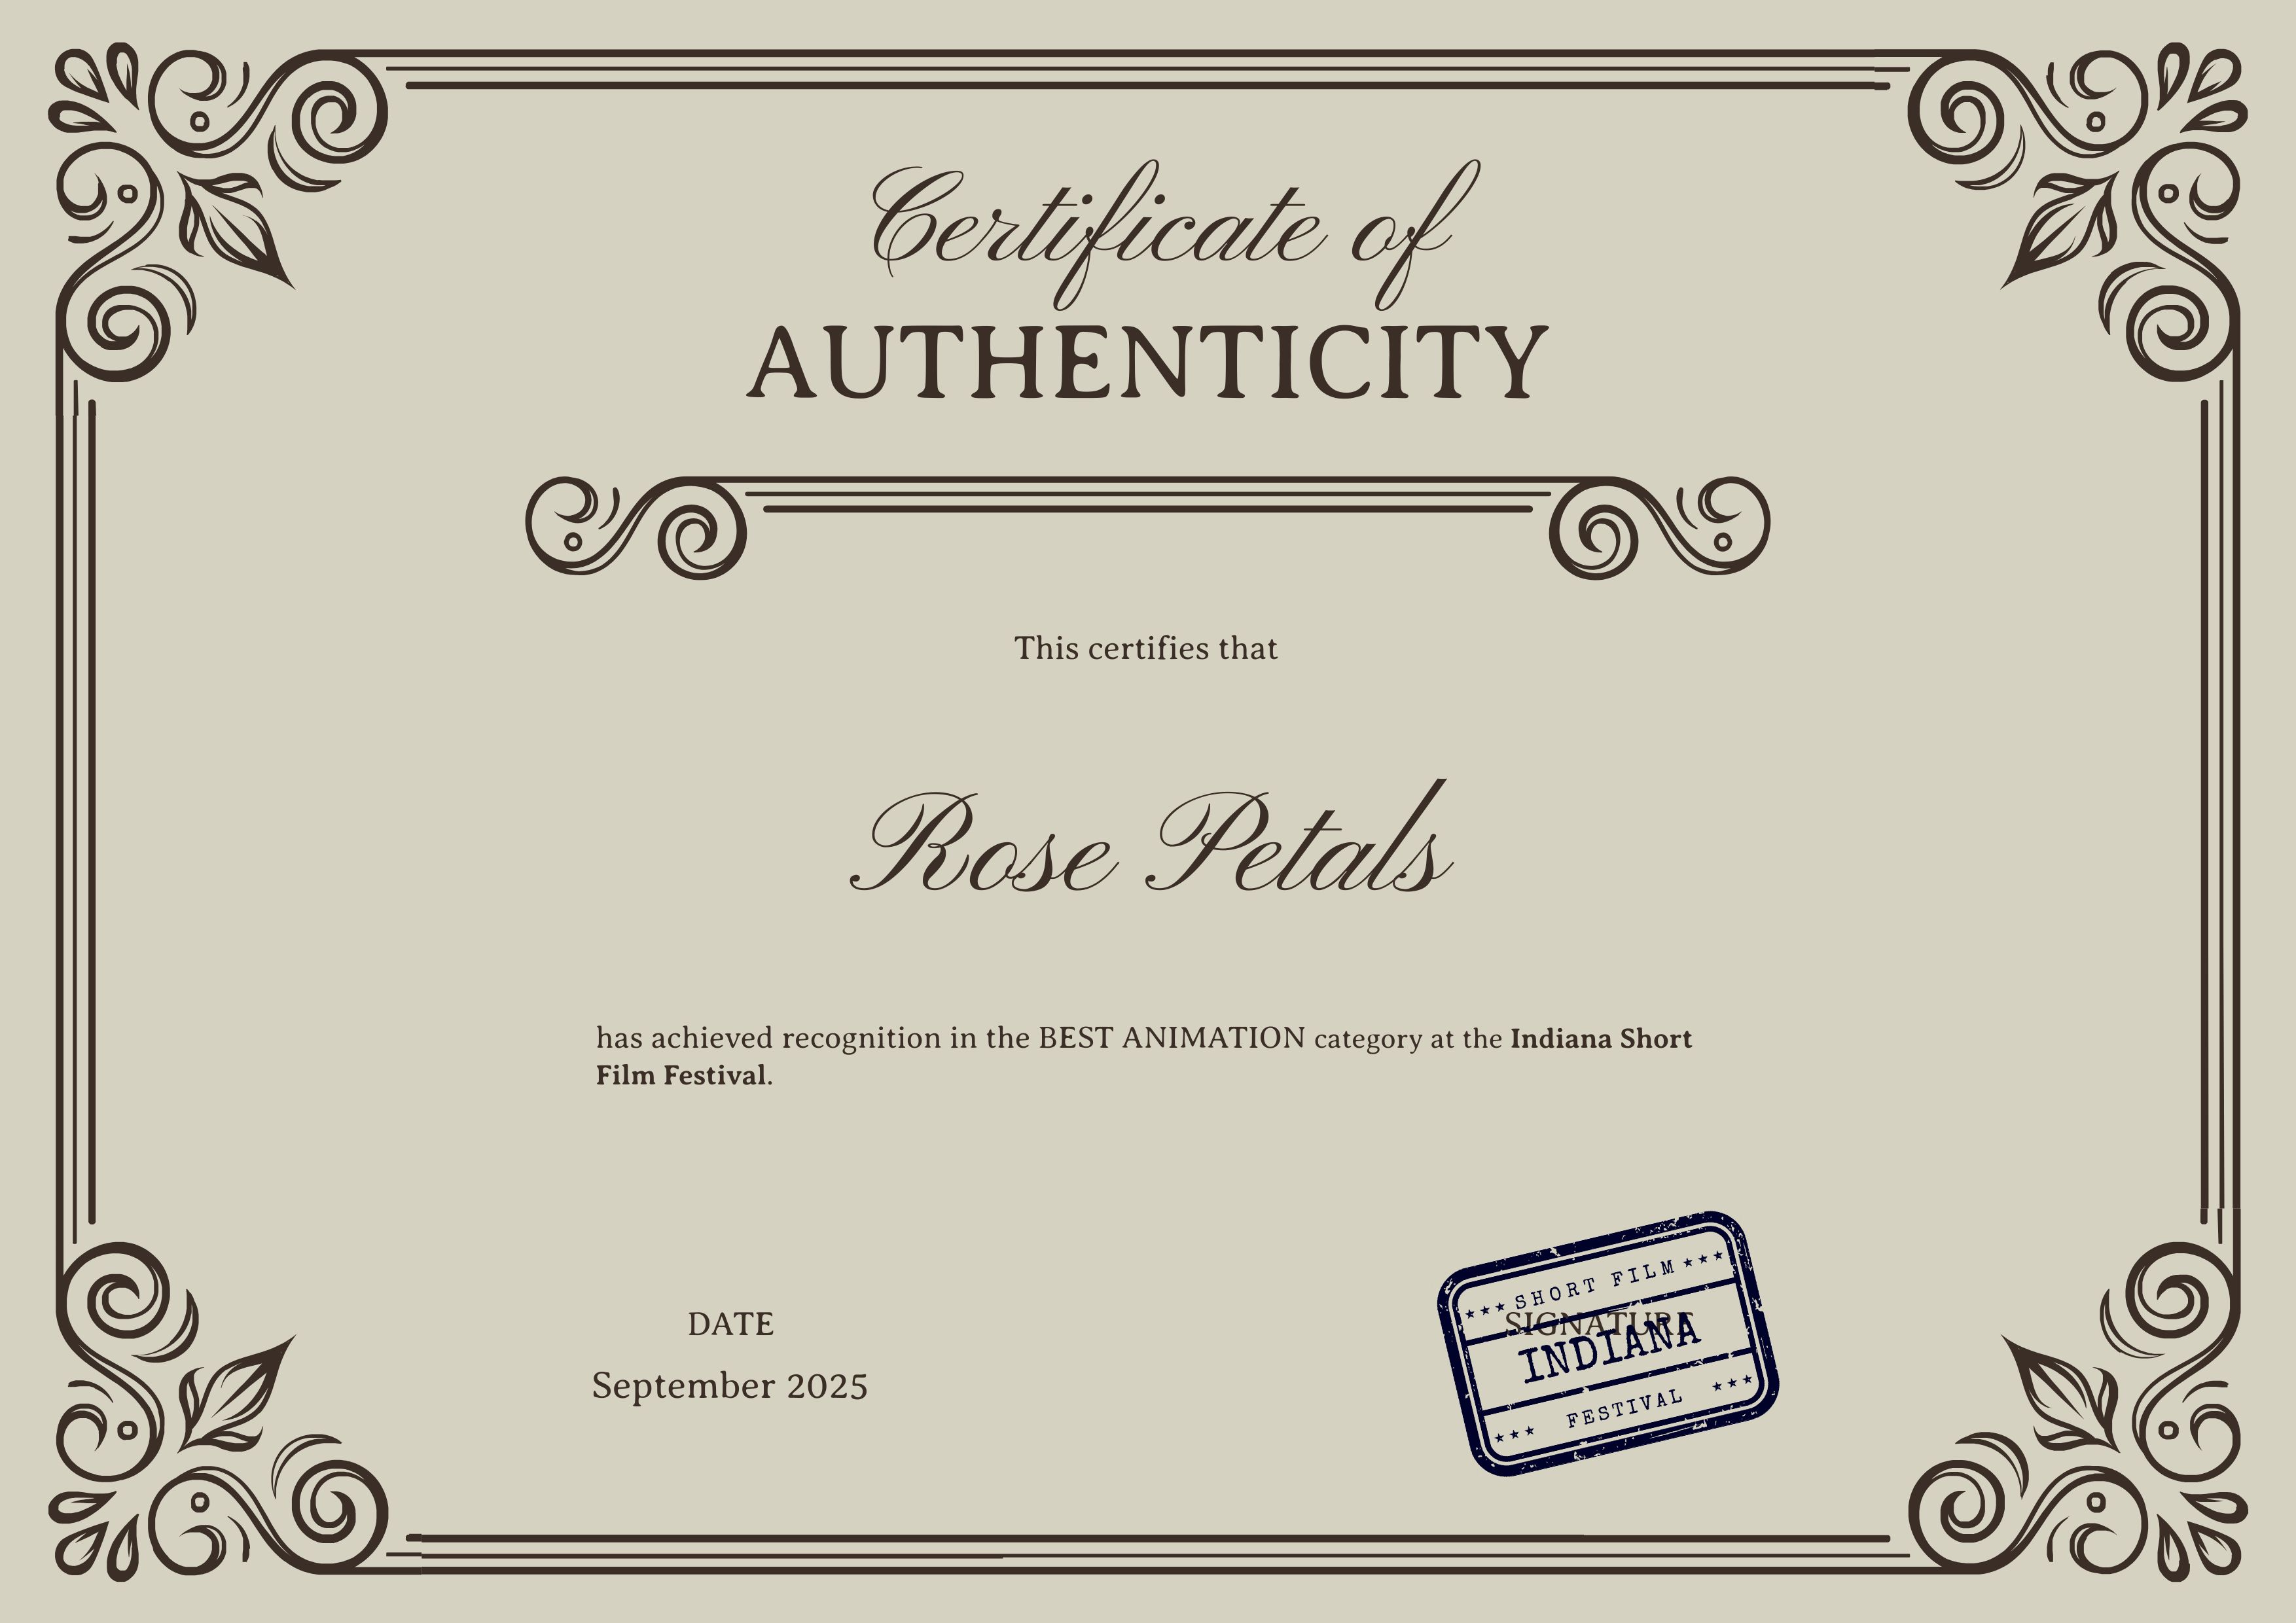 Certificate of
AUTHENTICITY
This certifies that
Rose Petals
has achieved recognition in the BEST ANIMATION category at the Indiana Short
Film Festival.
DATE
September 2025
SIGNATURE
★★★ SHORT FILM ★★★
INDIANA
★★★ FESTIVAL ★★★